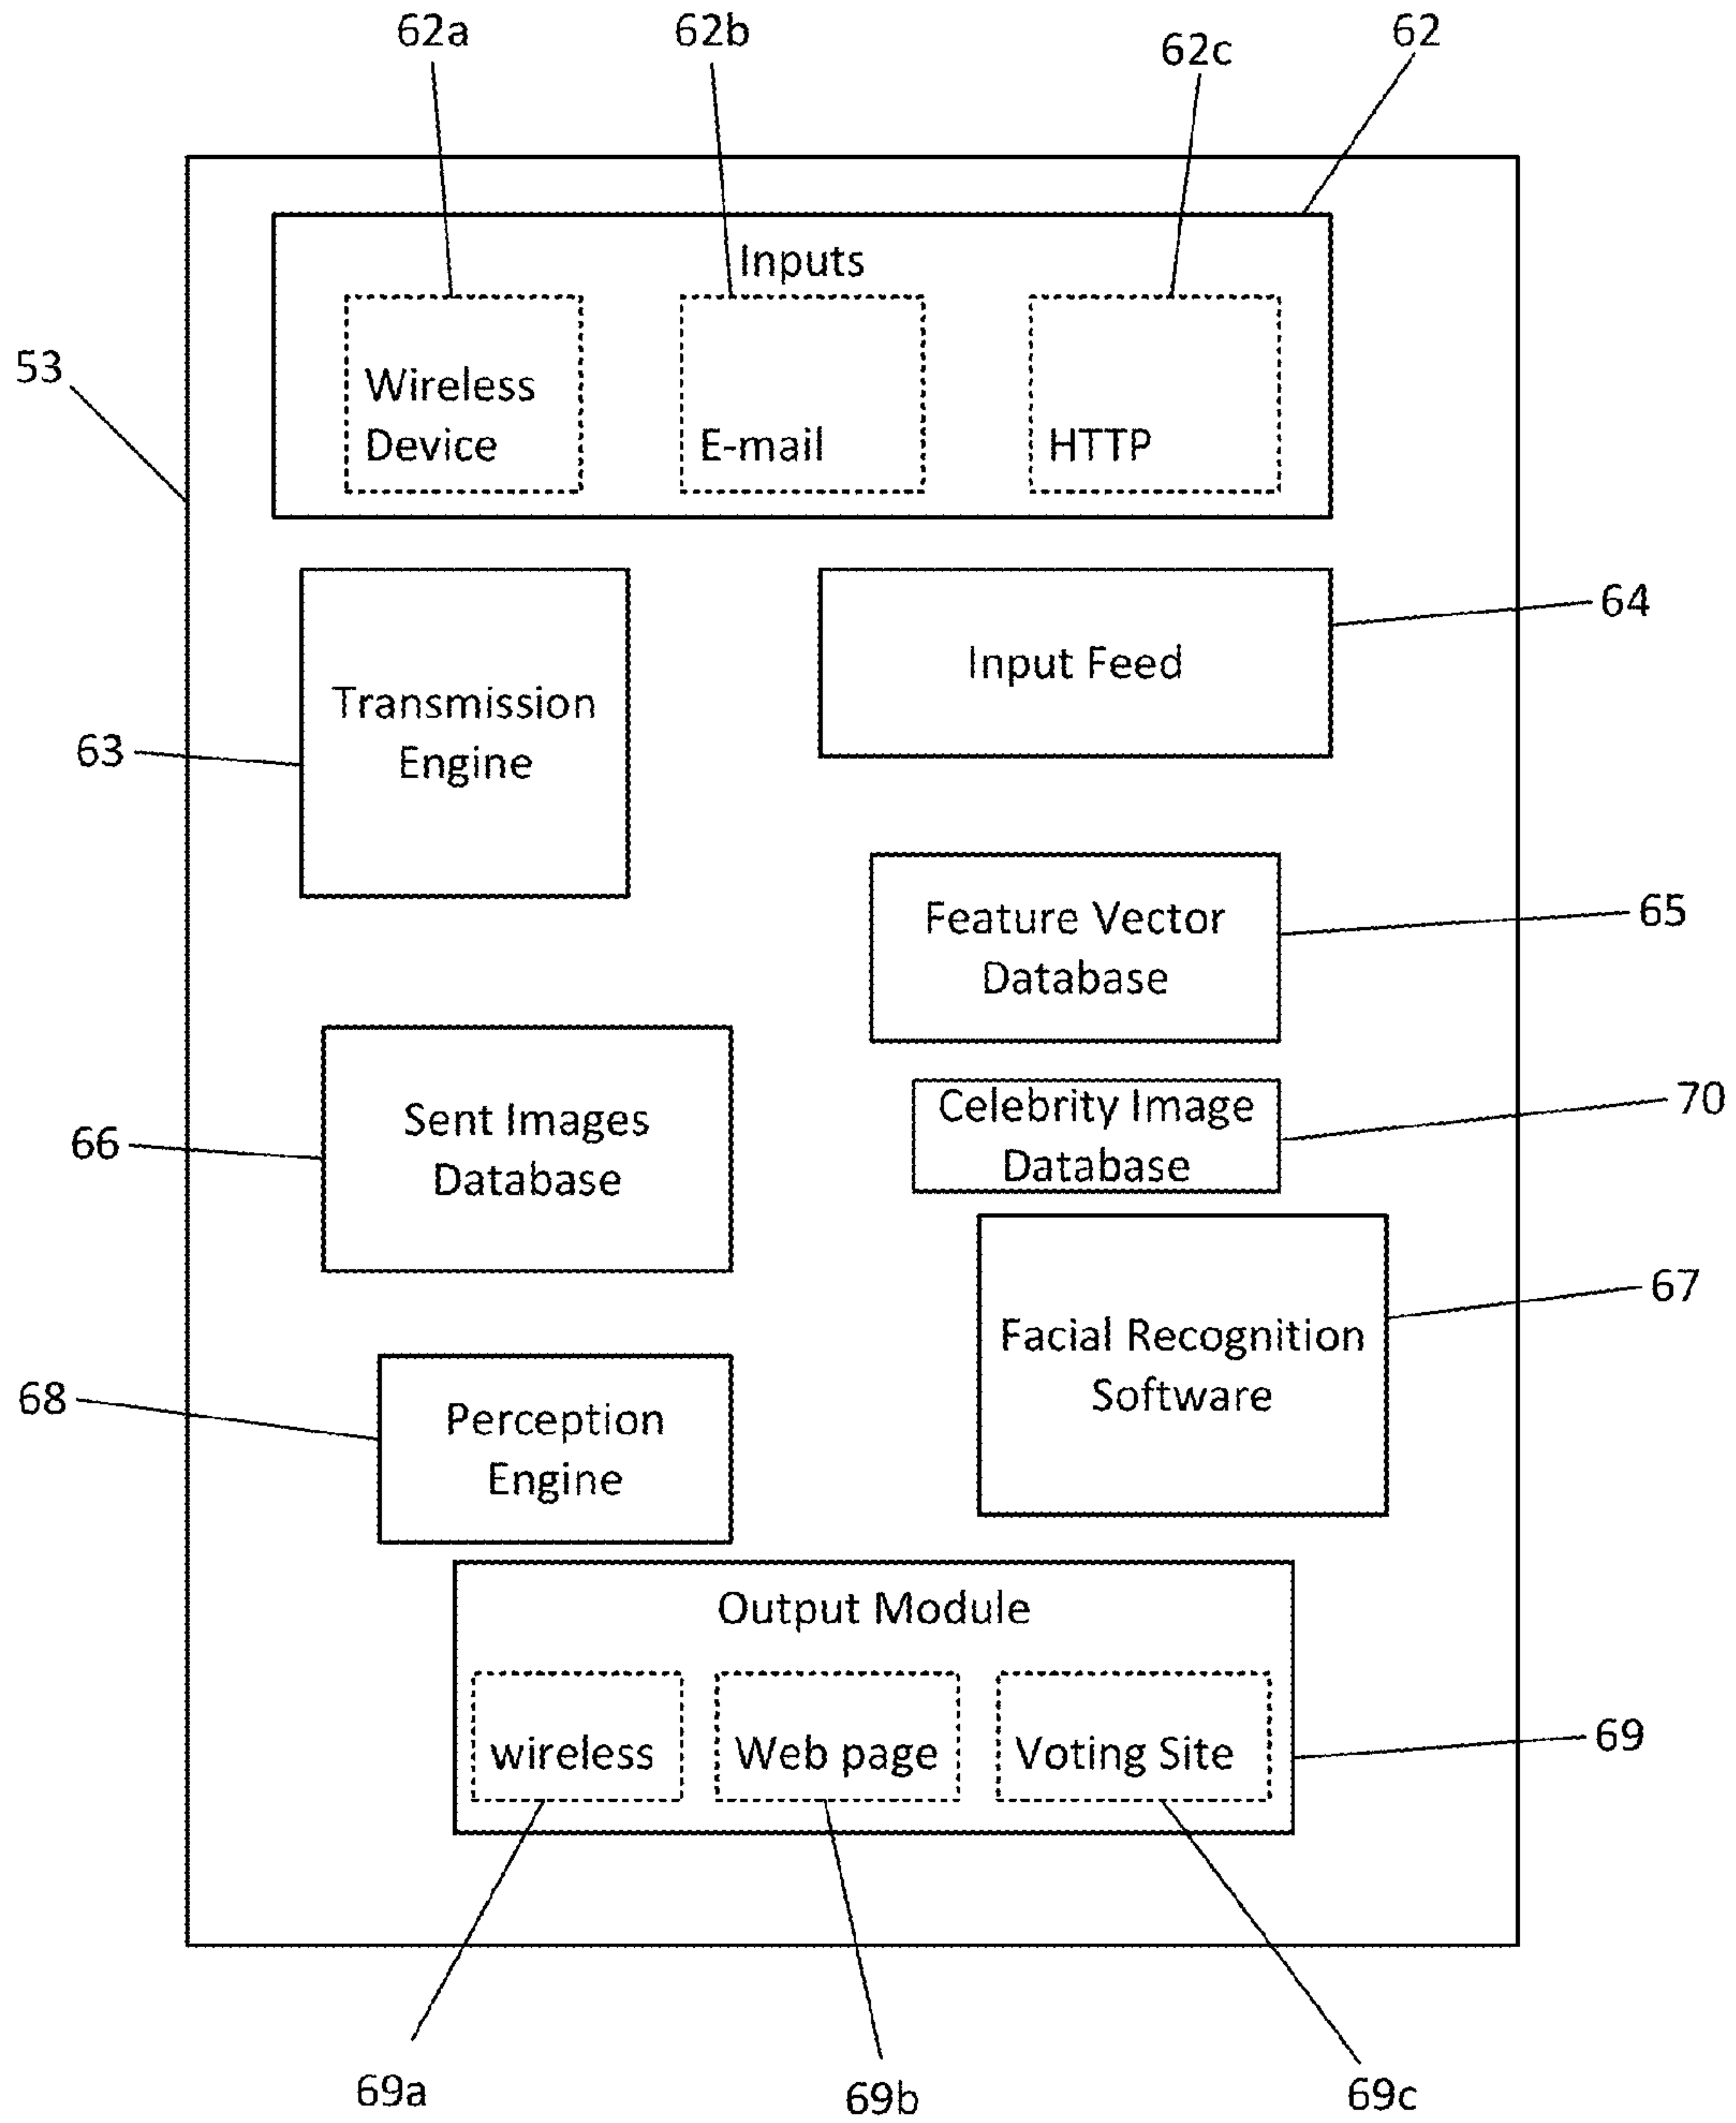 62a
62b
62c
62
Inputs
Wireless
Device
E-mail
HTTP
53
Transmission
Engine
63
Input Feed
64
Feature Vector
Database
65
Sent Images
Database
66
Celebrity Image
Database
70
Facial Recognition
Software
67
Perception
Engine
68
Output Module
wireless
Web page
Voting Site
69
69a
69b
69c